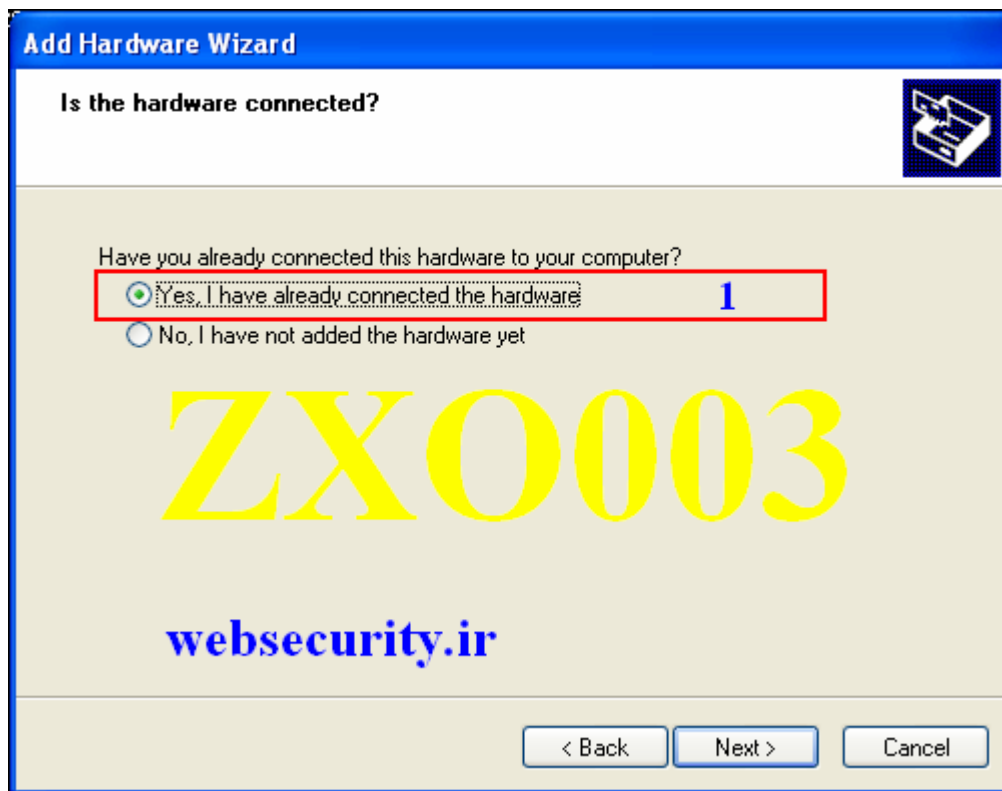 Add Hardware Wizard
Is the hardware connected?
Have you already connected this hardware to your computer?
Yes, I have already connected the hardware 1
No, I have not added the hardware yet
ZXO003
websecurity.ir
< Back Next > Cancel